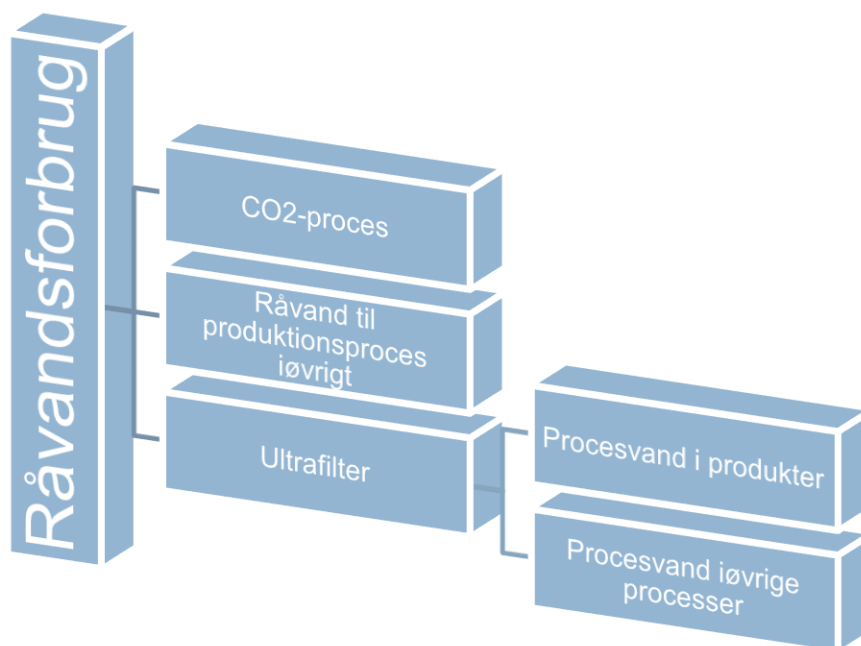 Råvandsforbrug
CO2-proces
Råvand til
produktionsproces
iøvrigt
Ultrafilter
Procesvand i produkter
Procesvand iøvrige
processer